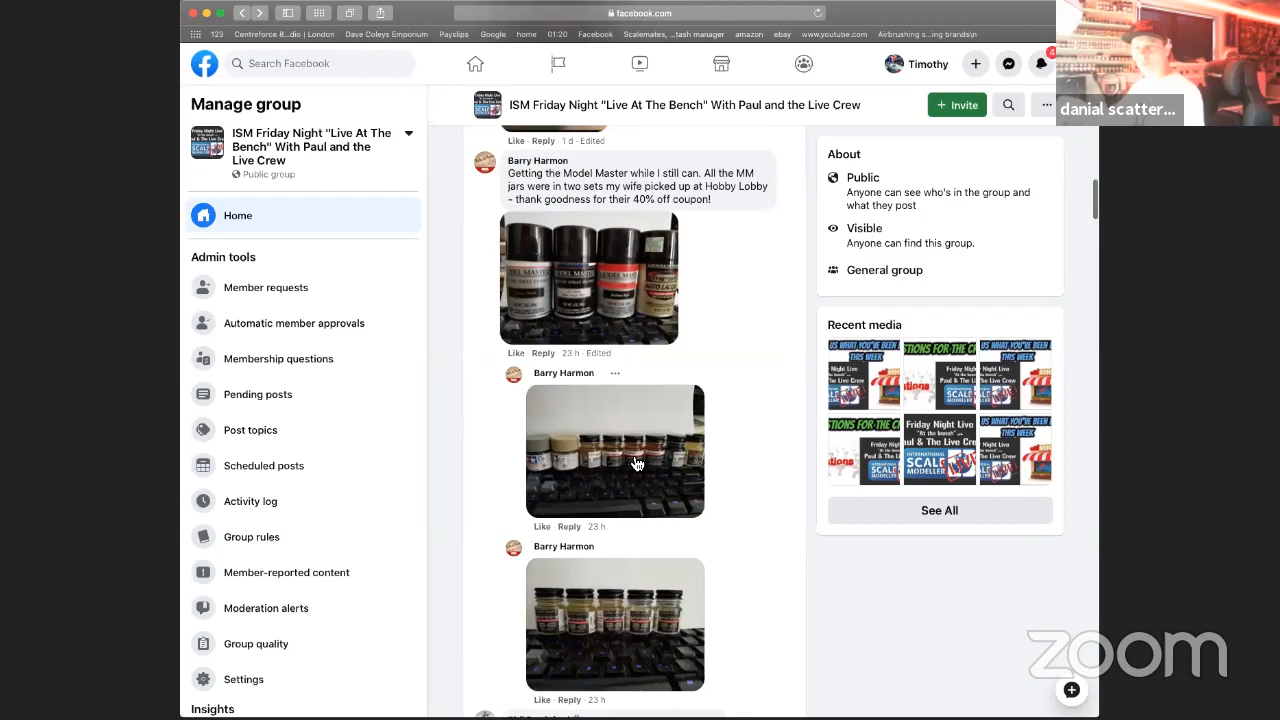 facebook.com
123 Centreforce B...dio | London Dave Coleys Emporium Payslips Google home 01:20 Facebook Scalemates, ...tash manager amazon ebay www.youtube.com Airbrushing s...ing brands\n
Search Facebook
Timothy
4
danial scatter...
Manage group
ISM Friday Night "Live At The
Bench" With Paul and the
Live Crew
Public group
Home
Admin tools
Member requests
Automatic member approvals
Membership questions
Pending posts
Post topics
Scheduled posts
Activity log
Group rules
Member-reported content
Moderation alerts
Group quality
Settings
Insights
ISM Friday Night "Live At The Bench" With Paul and the Live Crew
+ Invite
Like · Reply 1 d · Edited
Barry Harmon
Getting the Model Master while I still can. All the MM
jars were in two sets my wife picked up at Hobby Lobby
- thank goodness for their 40% off coupon!
Like · Reply 23 h · Edited
Barry Harmon
Like · Reply 23 h
Barry Harmon
Like · Reply 23 h
About
Public
Anyone can see who's in the group and
what they post
Visible
Anyone can find this group.
General group
Recent media
See All
zoom